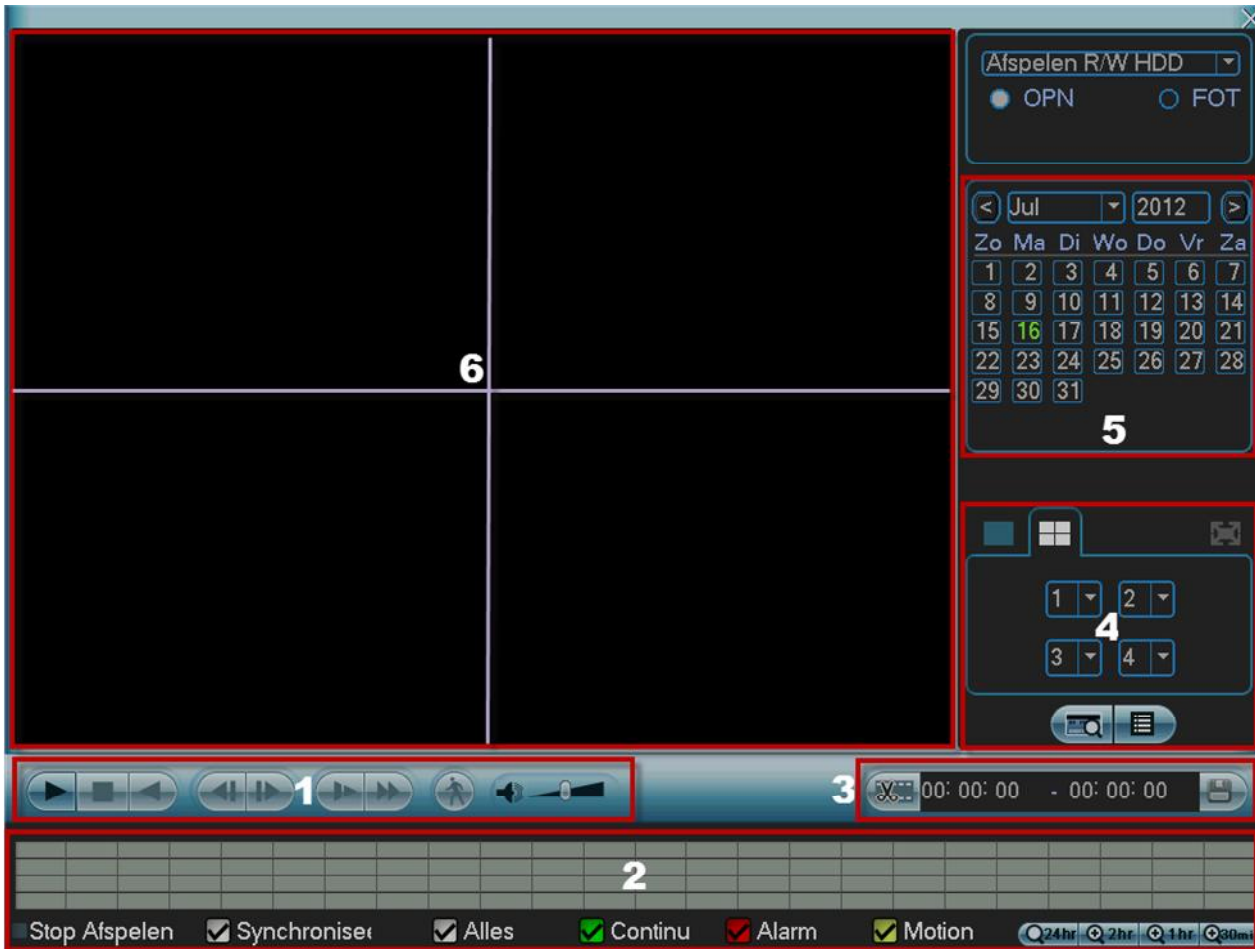 Afspelen R/W HDD
OPN FOT
< Jul 2012 >
Zo Ma Di Wo Do Vr Za
1 2 3 4 5 6 7
8 9 10 11 12 13 14
15 16 17 18 19 20 21
22 23 24 25 26 27 28
29 30 31
5
6
1 2
4
3 4
1
3
00: 00: 00 - 00: 00: 00
2
Stop Afspelen Synchronise Alles Continu Alarm Motion 24hr 2hr 1hr 30m